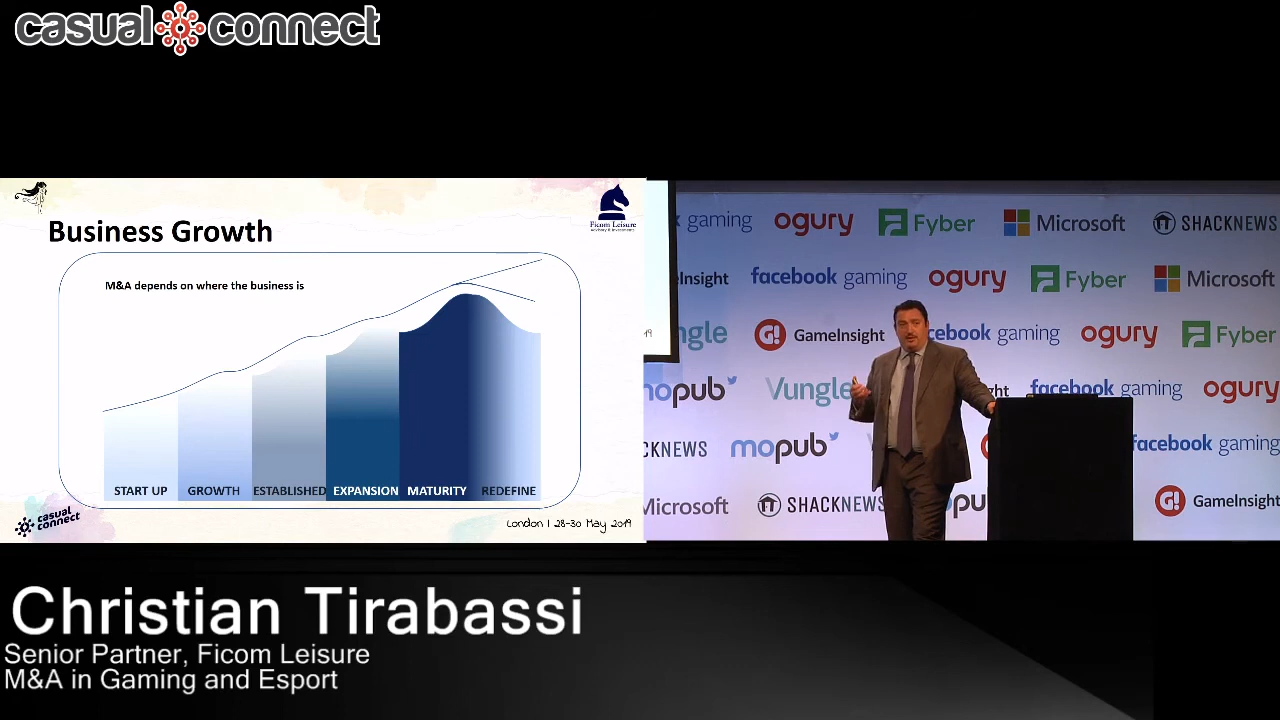 casual connect
Business Growth
Ficom Leisure
Advisory & Investments
M&A depends on where the business is
START UP GROWTH ESTABLISHED EXPANSION MATURITY REDEFINE
casual
connect
London | 28-30 May 2019
gaming ogury Fyber Microsoft SHACKNEWS
facebook gaming ogury Fyber Microsoft
GameInsight facebook gaming ogury Fyber
mopub Vungle facebook gaming ogury
mopub facebook gaming
Microsoft SHACKNEWS GameInsight
Christian Tirabassi
Senior Partner, Ficom Leisure
M&A in Gaming and Esport